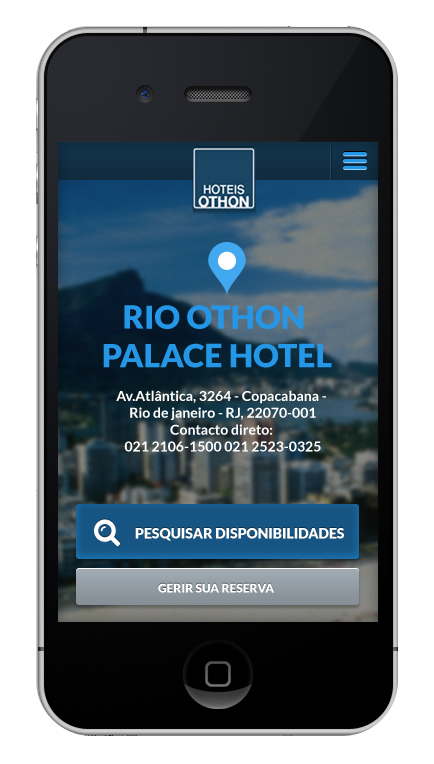 HOTEIS
OTHON
RIO OTHON
PALACE HOTEL
Av.Atlântica, 3264 - Copacabana -
Rio de janeiro - RJ, 22070-001
Contacto direto:
021 2106-1500 021 2523-0325
PESQUISAR DISPONIBILIDADES
GERIR SUA RESERVA